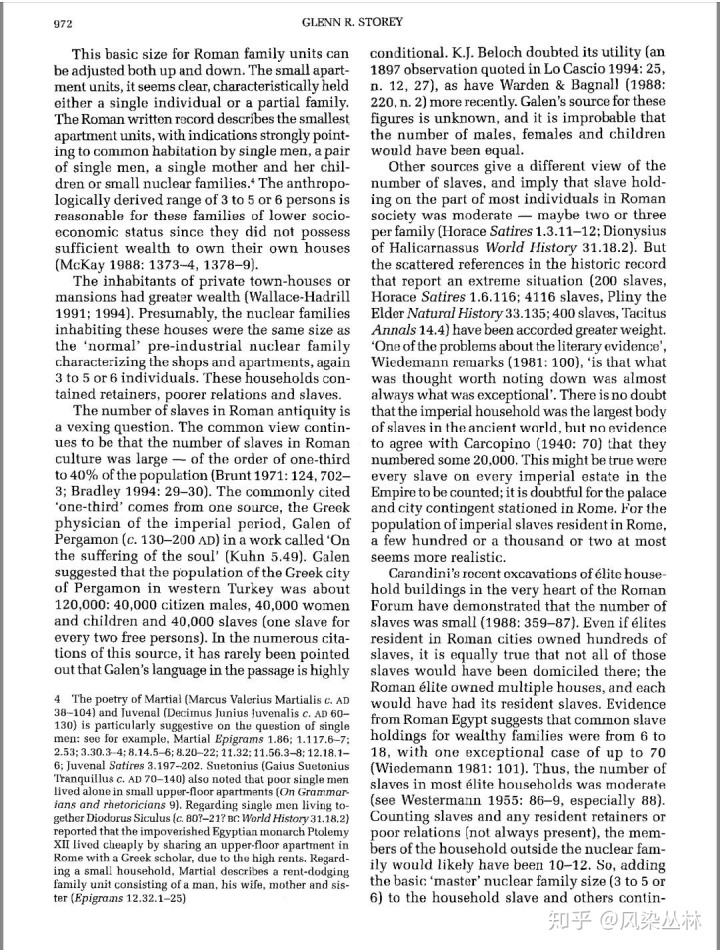 972
GLENN R. STOREY
This basic size for Roman family units can
be adjusted both up and down. The small apart-
ment units, it seems clear, characteristically held
either a single individual or a partial family.
The Roman written record describes the smallest
apartment units, with indications strongly point-
ing to common habitation by single men, a pair
of single men, a single mother and her chil-
dren or small nuclear families.⁴ The anthropo-
logically derived range of 3 to 5 or 6 persons is
reasonable for these families of lower socio-
economic status since they did not possess
sufficient wealth to own their own houses
(McKay 1988: 1373–4, 1378–9).
The inhabitants of private town-houses or
mansions had greater wealth (Wallace-Hadrill
1991; 1994). Presumably, the nuclear families
inhabiting these houses were the same size as
the ‘normal’ pre-industrial nuclear family
characterizing the shops and apartments, again
3 to 5 or 6 individuals. These households con-
tained retainers, poorer relations and slaves.
The number of slaves in Roman antiquity is
a vexing question. The common view contin-
ues to be that the number of slaves in Roman
culture was large — of the order of one-third
to 40% of the population (Brunt 1971: 124, 702–
3; Bradley 1994: 29–30). The commonly cited
‘one-third’ comes from one source, the Greek
physician of the imperial period, Galen of
Pergamon (c. 130–200 AD) in a work called ‘On
the suffering of the soul’ (Kuhn 5.49). Galen
suggested that the population of the Greek city
of Pergamon in western Turkey was about
120,000: 40,000 citizen males, 40,000 women
and children and 40,000 slaves (one slave for
every two free persons). In the numerous cita-
tions of this source, it has rarely been pointed
out that Galen's language in the passage is highly
4 The poetry of Martial (Marcus Valerius Martialis c. AD
38–104) and Juvenal (Decimus Junius Juvenalis c. AD 60–
130) is particularly suggestive on the question of single
men: see for example, Martial Epigrams 1.86; 1.117.6–7;
2.53; 3.30.3–4; 8.14.5–6; 8.20–22; 11.32; 11.56.3–8; 12.18.1–
6; Juvenal Satires 3.197–202. Suetonius (Gaius Suetonius
Tranquillus c. AD 70–140) also noted that poor single men
lived alone in small upper-floor apartments (On Grammar-
ians and rhetoricians 9). Regarding single men living to-
gether Diodorus Siculus (c. 80?–21? BC World History 31.18.2)
reported that the impoverished Egyptian monarch Ptolemy
XII lived cheaply by sharing an upper-floor apartment in
Rome with a Greek scholar, due to the high rents. Regard-
ing a small household, Martial describes a rent-dodging
family unit consisting of a man, his wife, mother and sis-
ter (Epigrams 12.32.1–25)
conditional. K.J. Beloch doubted its utility (an
1897 observation quoted in Lo Cascio 1994: 25,
n. 12, 27), as have Warden & Bagnall (1988:
220, n. 2) more recently. Galen's source for these
figures is unknown, and it is improbable that
the number of males, females and children
would have been equal.
Other sources give a different view of the
number of slaves, and imply that slave hold-
ing on the part of most individuals in Roman
society was moderate — maybe two or three
per family (Horace Satires 1.3.11–12; Dionysius
of Halicarnassus World History 31.18.2). But
the scattered references in the historic record
that report an extreme situation (200 slaves,
Horace Satires 1.6.116; 4116 slaves, Pliny the
Elder Natural History 33.135; 400 slaves, Tacitus
Annals 14.4) have been accorded greater weight.
‘One of the problems about the literary evidence’,
Wiedemann remarks (1981: 100), ‘is that what
was thought worth noting down was almost
always what was exceptional’. There is no doubt
that the imperial household was the largest body
of slaves in the ancient world, but no evidence
to agree with Carcopino (1940: 70) that they
numbered some 20,000. This might be true were
every slave on every imperial estate in the
Empire to be counted; it is doubtful for the palace
and city contingent stationed in Rome. For the
population of imperial slaves resident in Rome,
a few hundred or a thousand or two at most
seems more realistic.
Carandini's recent excavations of élite house-
hold buildings in the very heart of the Roman
Forum have demonstrated that the number of
slaves was small (1988: 359–87). Even if élites
resident in Roman cities owned hundreds of
slaves, it is equally true that not all of those
slaves would have been domiciled there; the
Roman élite owned multiple houses, and each
would have had its resident slaves. Evidence
from Roman Egypt suggests that common slave
holdings for wealthy families were from 6 to
18, with one exceptional case of up to 70
(Wiedemann 1981: 101). Thus, the number of
slaves in most élite households was moderate
(see Westermann 1955: 86–9, especially 88).
Counting slaves and any resident retainers or
poor relations (not always present), the mem-
bers of the household outside the nuclear fam-
ily would likely have been 10–12. So, adding
the basic ‘master’ nuclear family size (3 to 5 or
6) to the household slave and others contin-
知乎 @风染丛林